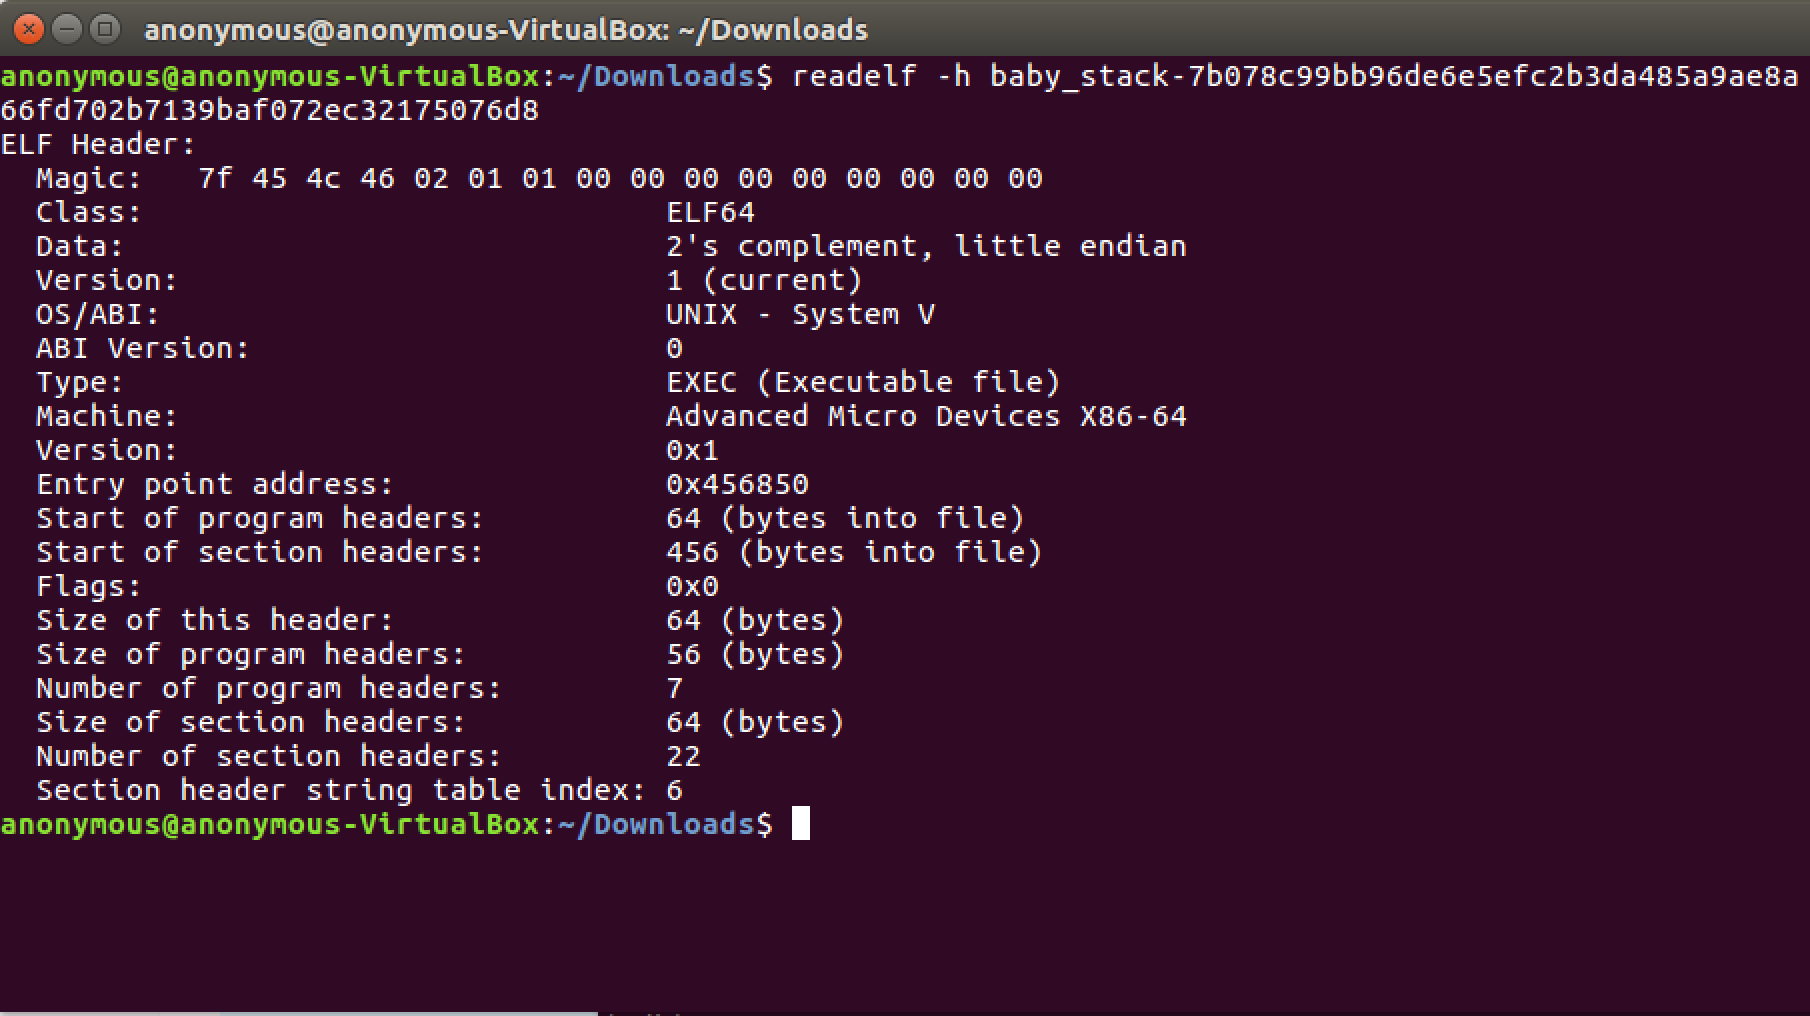 anonymous@anonymous-VirtualBox: ~/Downloads
anonymous@anonymous-VirtualBox:~/Downloads$ readelf -h baby_stack-7b078c99bb96de6e5efc2b3da485a9ae8a
66fd702b7139baf072ec32175076d8
ELF Header:
  Magic:   7f 45 4c 46 02 01 01 00 00 00 00 00 00 00 00 00
  Class:                             ELF64
  Data:                              2's complement, little endian
  Version:                           1 (current)
  OS/ABI:                            UNIX - System V
  ABI Version:                       0
  Type:                              EXEC (Executable file)
  Machine:                           Advanced Micro Devices X86-64
  Version:                           0x1
  Entry point address:               0x456850
  Start of program headers:          64 (bytes into file)
  Start of section headers:          456 (bytes into file)
  Flags:                             0x0
  Size of this header:               64 (bytes)
  Size of program headers:           56 (bytes)
  Number of program headers:         7
  Size of section headers:           64 (bytes)
  Number of section headers:         22
  Section header string table index: 6
anonymous@anonymous-VirtualBox:~/Downloads$